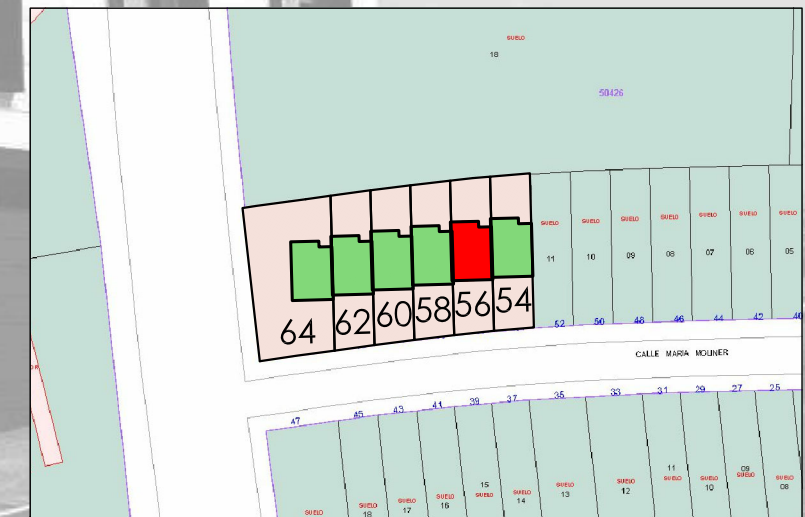 SUELO
18
50426
SUELO SUELO SUELO SUELO SUELO SUELO SUELO
11 10 09 08 07 06 05
64 62 60 58 56 54
52 50 48 46 44 42 40
CALLE MARIA MOLINER
47 45 43 41 39 37 35 33 31 29 27 25
SUELO
SUELO 18
SUELO 17
SUELO 16
15 SUELO
SUELO 14
SUELO 13
SUELO 12
11 SUELO
SUELO 10
09 SUELO
SUELO 08